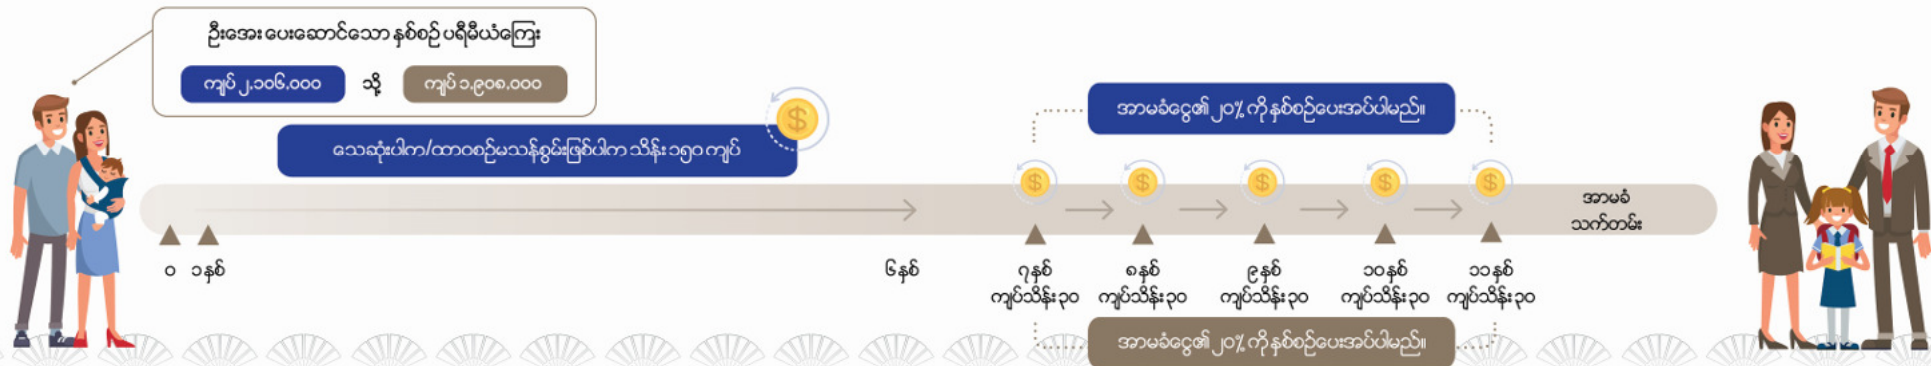 ဦးအေး ပေးဆောင်သော နှစ်စဉ် ပရီမီယံကြေး
ကျပ် ၂,၁၀၆,၀၀၀ သို့ ကျပ် ၁,၉၀၈,၀၀၀
သေဆုံးပါက/ထာဝစဉ်မသန်စွမ်းဖြစ်ပါက သိန်း ၁၅၀ ကျပ်
အာမခံငွေ၏ ၂၀% ကို နှစ်စဉ်ပေးအပ်ပါမည်။
အာမခံ
သက်တမ်း
၀ ၁နှစ် ၆နှစ် ၇နှစ် ၈နှစ် ၉နှစ် ၁၀နှစ် ၁၁နှစ်
ကျပ်သိန်း ၃၀ ကျပ်သိန်း ၃၀ ကျပ်သိန်း ၃၀ ကျပ်သိန်း ၃၀ ကျပ်သိန်း ၃၀
အာမခံငွေ၏ ၂၀% ကို နှစ်စဉ်ပေးအပ်ပါမည်။